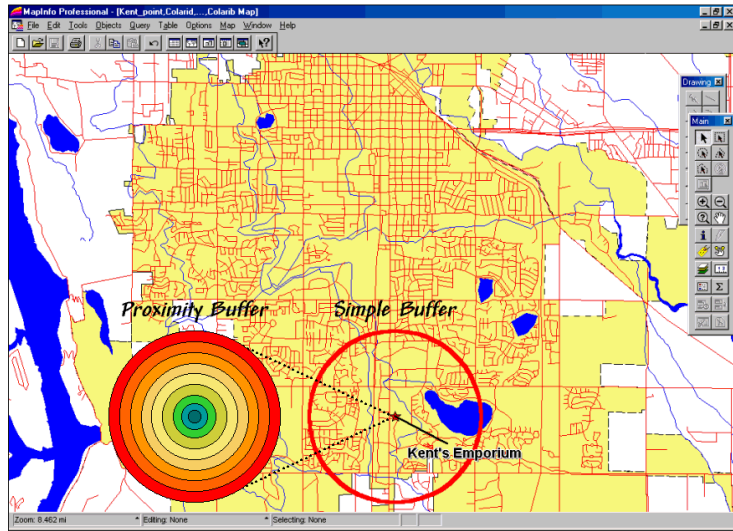 MapInfo Professional - [Kent_point,Colaroid,...,Colarib Map]
File Edit Tools Objects Query Table Options Map Window Help
Drawing
Main
Proximity Buffer
Simple Buffer
Kent's Emporium
Zoom: 8.462 mi
Editing: None
Selecting: None